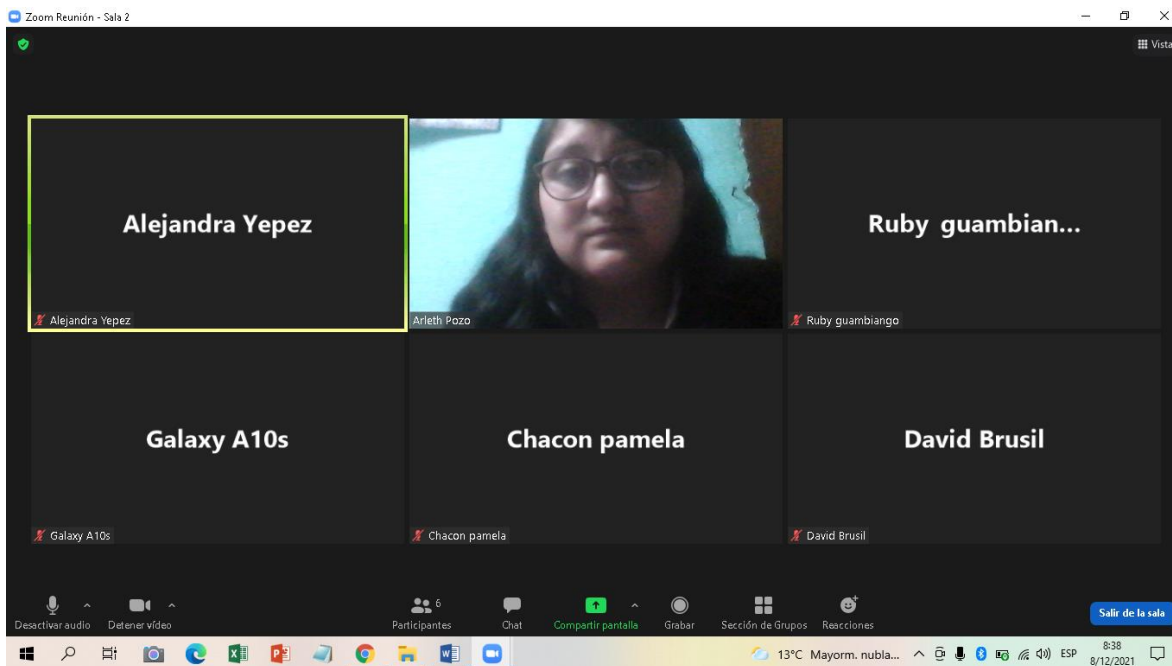 Zoom Reunión - Sala 2
Vista
Alejandra Yepez
Ruby guambian...
Alejandra Yepez
Arleth Pozo
Ruby guambiango
Galaxy A10s
Chacon pamela
David Brusil
Galaxy A10s
Chacon pamela
David Brusil
6
Desactivar audio
Detener vídeo
Participantes
Chat
Compartir pantalla
Grabar
Sección de Grupos
Reacciones
Salir de la sala
13°C Mayorm. nubla...
ESP
8:38
8/12/2021